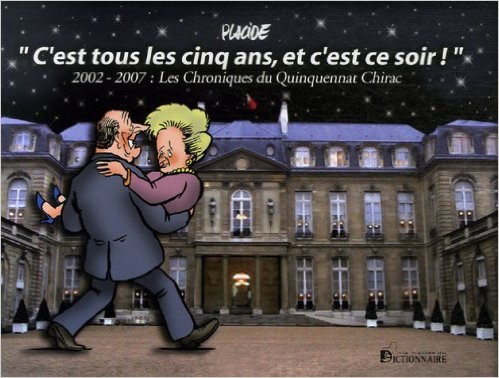 PLACIDE
" C'est tous les cinq ans, et c'est ce soir ! "
2002 - 2007 : Les Chroniques du Quinquennat Chirac
DICTIONNAIRE